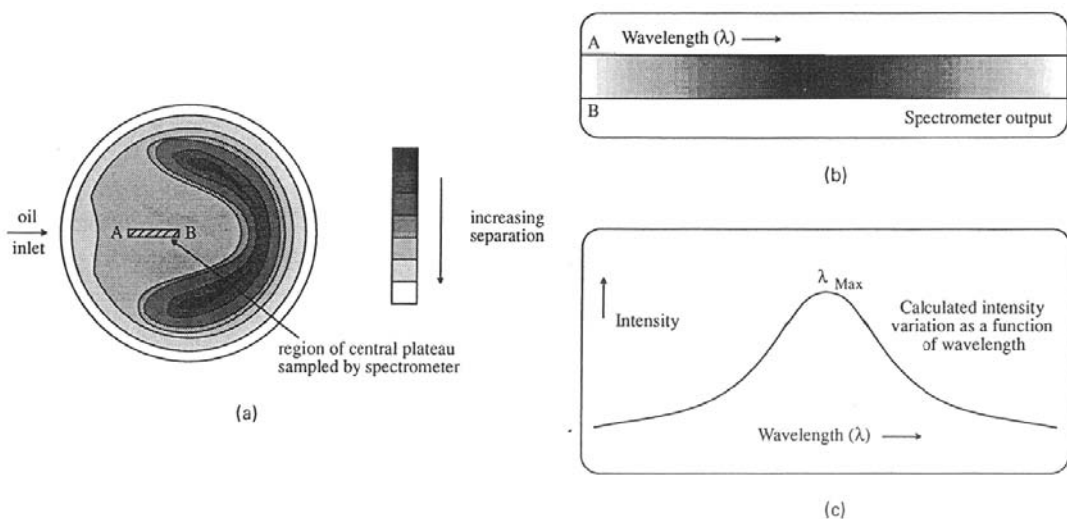 oil
inlet
A
B
increasing
separation
region of central plateau
sampled by spectrometer
(a)
A
Wavelength (λ)
B
Spectrometer output
(b)
λ Max
Intensity
Calculated intensity
variation as a function
of wavelength
Wavelength (λ)
(c)